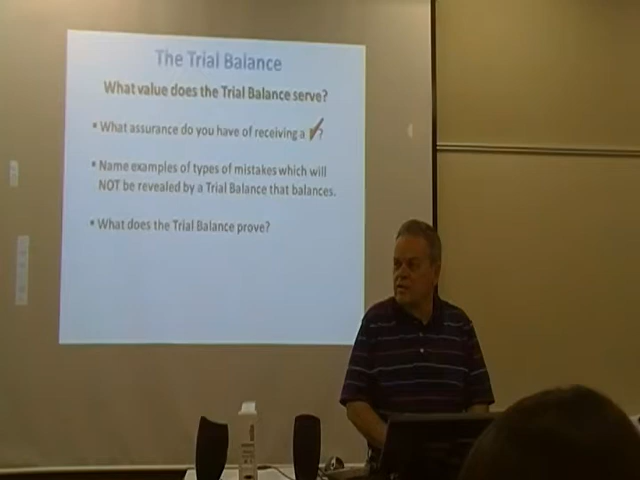 The Trial Balance
What value does the Trial Balance serve?
• What assurance do you have of receiving a ✓?
• Name examples of types of mistakes which will
NOT be revealed by a Trial Balance that balances.
• What does the Trial Balance prove?